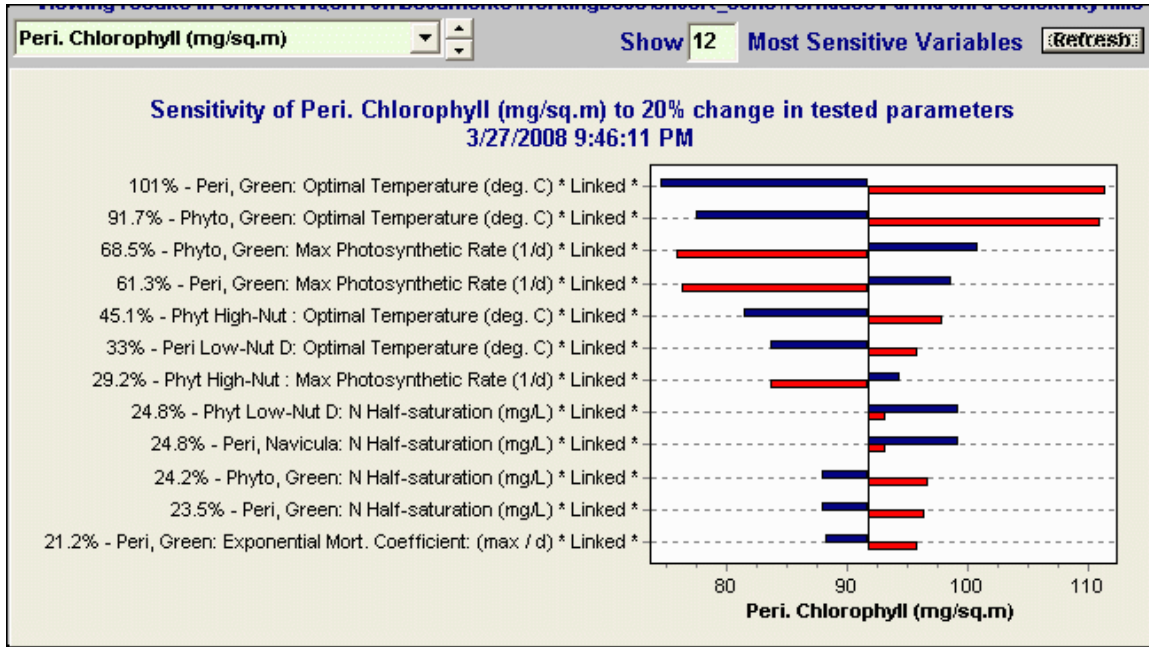 Peri. Chlorophyll (mg/sq.m)
Show 12 Most Sensitive Variables Refresh
Sensitivity of Peri. Chlorophyll (mg/sq.m) to 20% change in tested parameters
3/27/2008 9:46:11 PM
101% - Peri, Green: Optimal Temperature (deg. C) * Linked *
91.7% - Phyto, Green: Optimal Temperature (deg. C) * Linked *
68.5% - Phyto, Green: Max Photosynthetic Rate (1/d) * Linked *
61.3% - Peri, Green: Max Photosynthetic Rate (1/d) * Linked *
45.1% - Phyt High-Nut : Optimal Temperature (deg. C) * Linked *
33% - Peri Low-Nut D: Optimal Temperature (deg. C) * Linked *
29.2% - Phyt High-Nut : Max Photosynthetic Rate (1/d) * Linked *
24.8% - Phyt Low-Nut D: N Half-saturation (mg/L) * Linked *
24.8% - Peri, Navicula: N Half-saturation (mg/L) * Linked *
24.2% - Phyto, Green: N Half-saturation (mg/L) * Linked *
23.5% - Peri, Green: N Half-saturation (mg/L) * Linked *
21.2% - Peri, Green: Exponential Mort. Coefficient: (max / d) * Linked *
80 90 100 110
Peri. Chlorophyll (mg/sq.m)